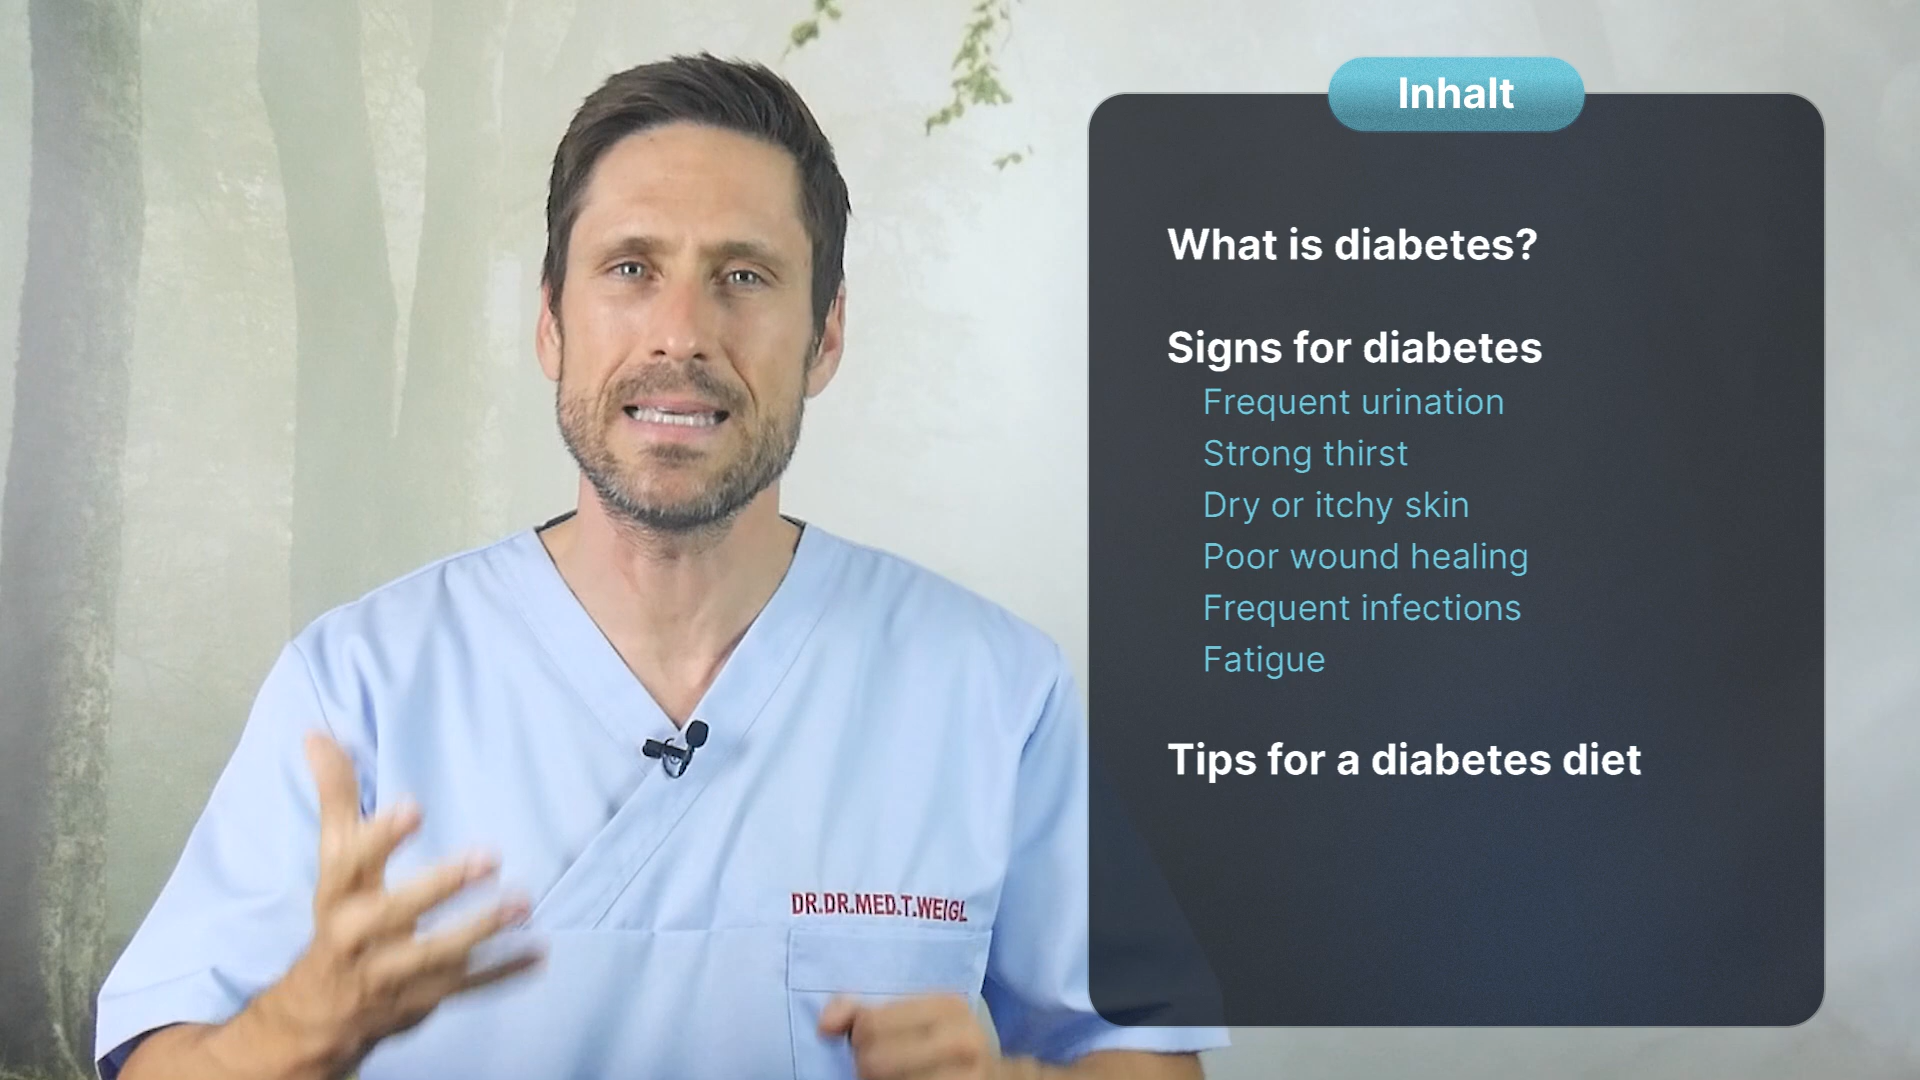 Inhalt
What is diabetes?
Signs for diabetes
Frequent urination
Strong thirst
Dry or itchy skin
Poor wound healing
Frequent infections
Fatigue
Tips for a diabetes diet
DR.DR.MED.T.WEIGL